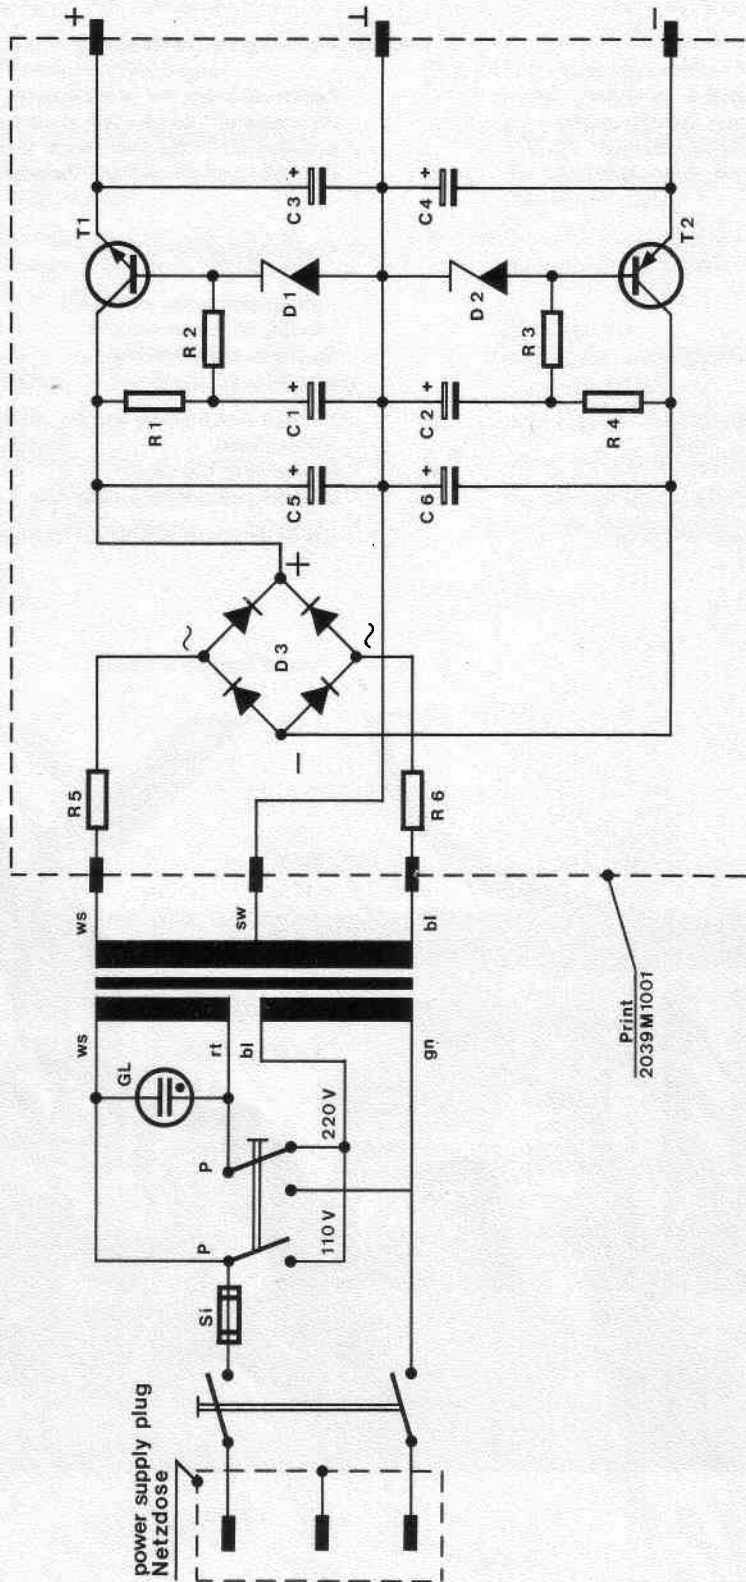 +
⊥
−
T1
C3
+
C4
+
T2
D1
D2
R2
R3
R1
C1
+
C2
+
R4
C5
+
C6
+
+
~
D3
~
−
R5
R6
ws
sw
bl
ws
rt
bl
gn
GL
Print
2039M1001
P
220V
P
110V
Si
power supply plug
Netzdose